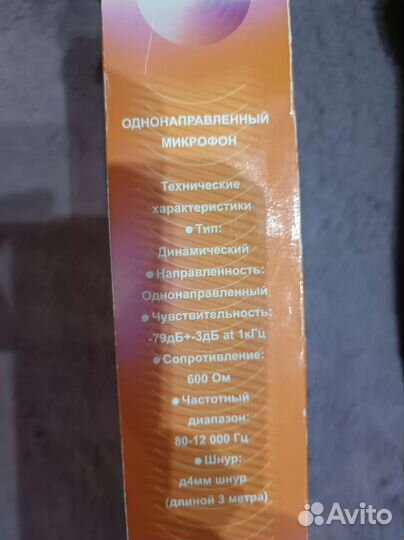 ОДНОНАПРАВЛЕННЫЙ
МИКРОФОН
Технические
характеристики
● Тип:
Динамический
● Направленность:
Однонаправленный
● Чувствительность:
-79дБ+-3дБ at 1кГц
● Сопротивление:
600 Ом
● Частотный
диапазон:
80-12 000 Гц
● Шнур:
д4мм шнур
(длиной 3 метра)
Avito